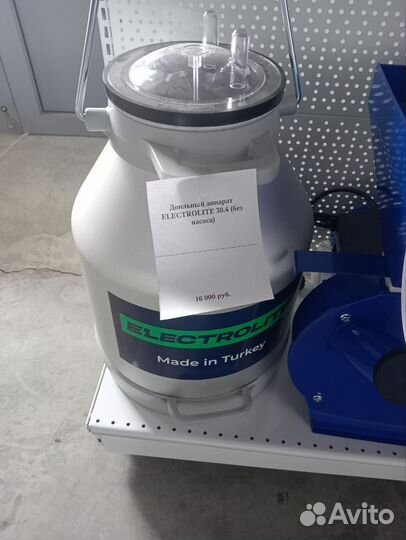 Доильный аппарат
ELECTROLITE 30.4 (без
насоса)
16 000 руб.
ELECTROLITE
Made in Turkey
Avito